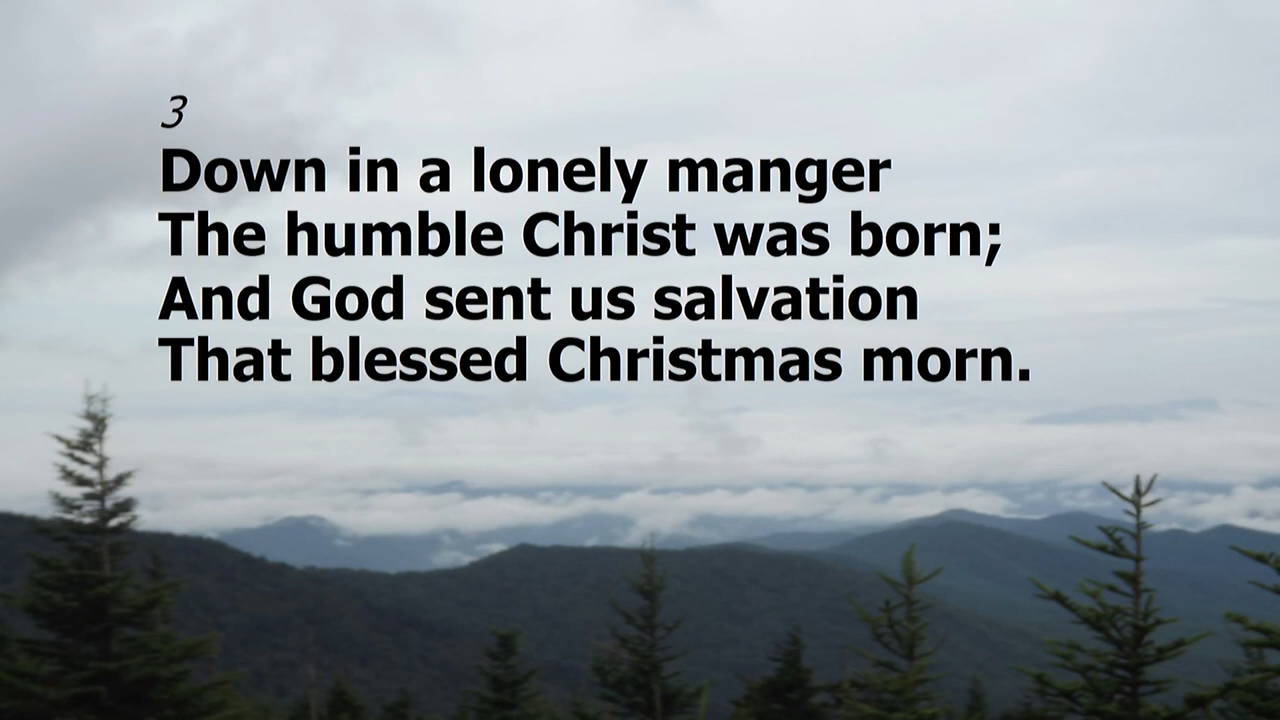 3
Down in a lonely manger
The humble Christ was born;
And God sent us salvation
That blessed Christmas morn.